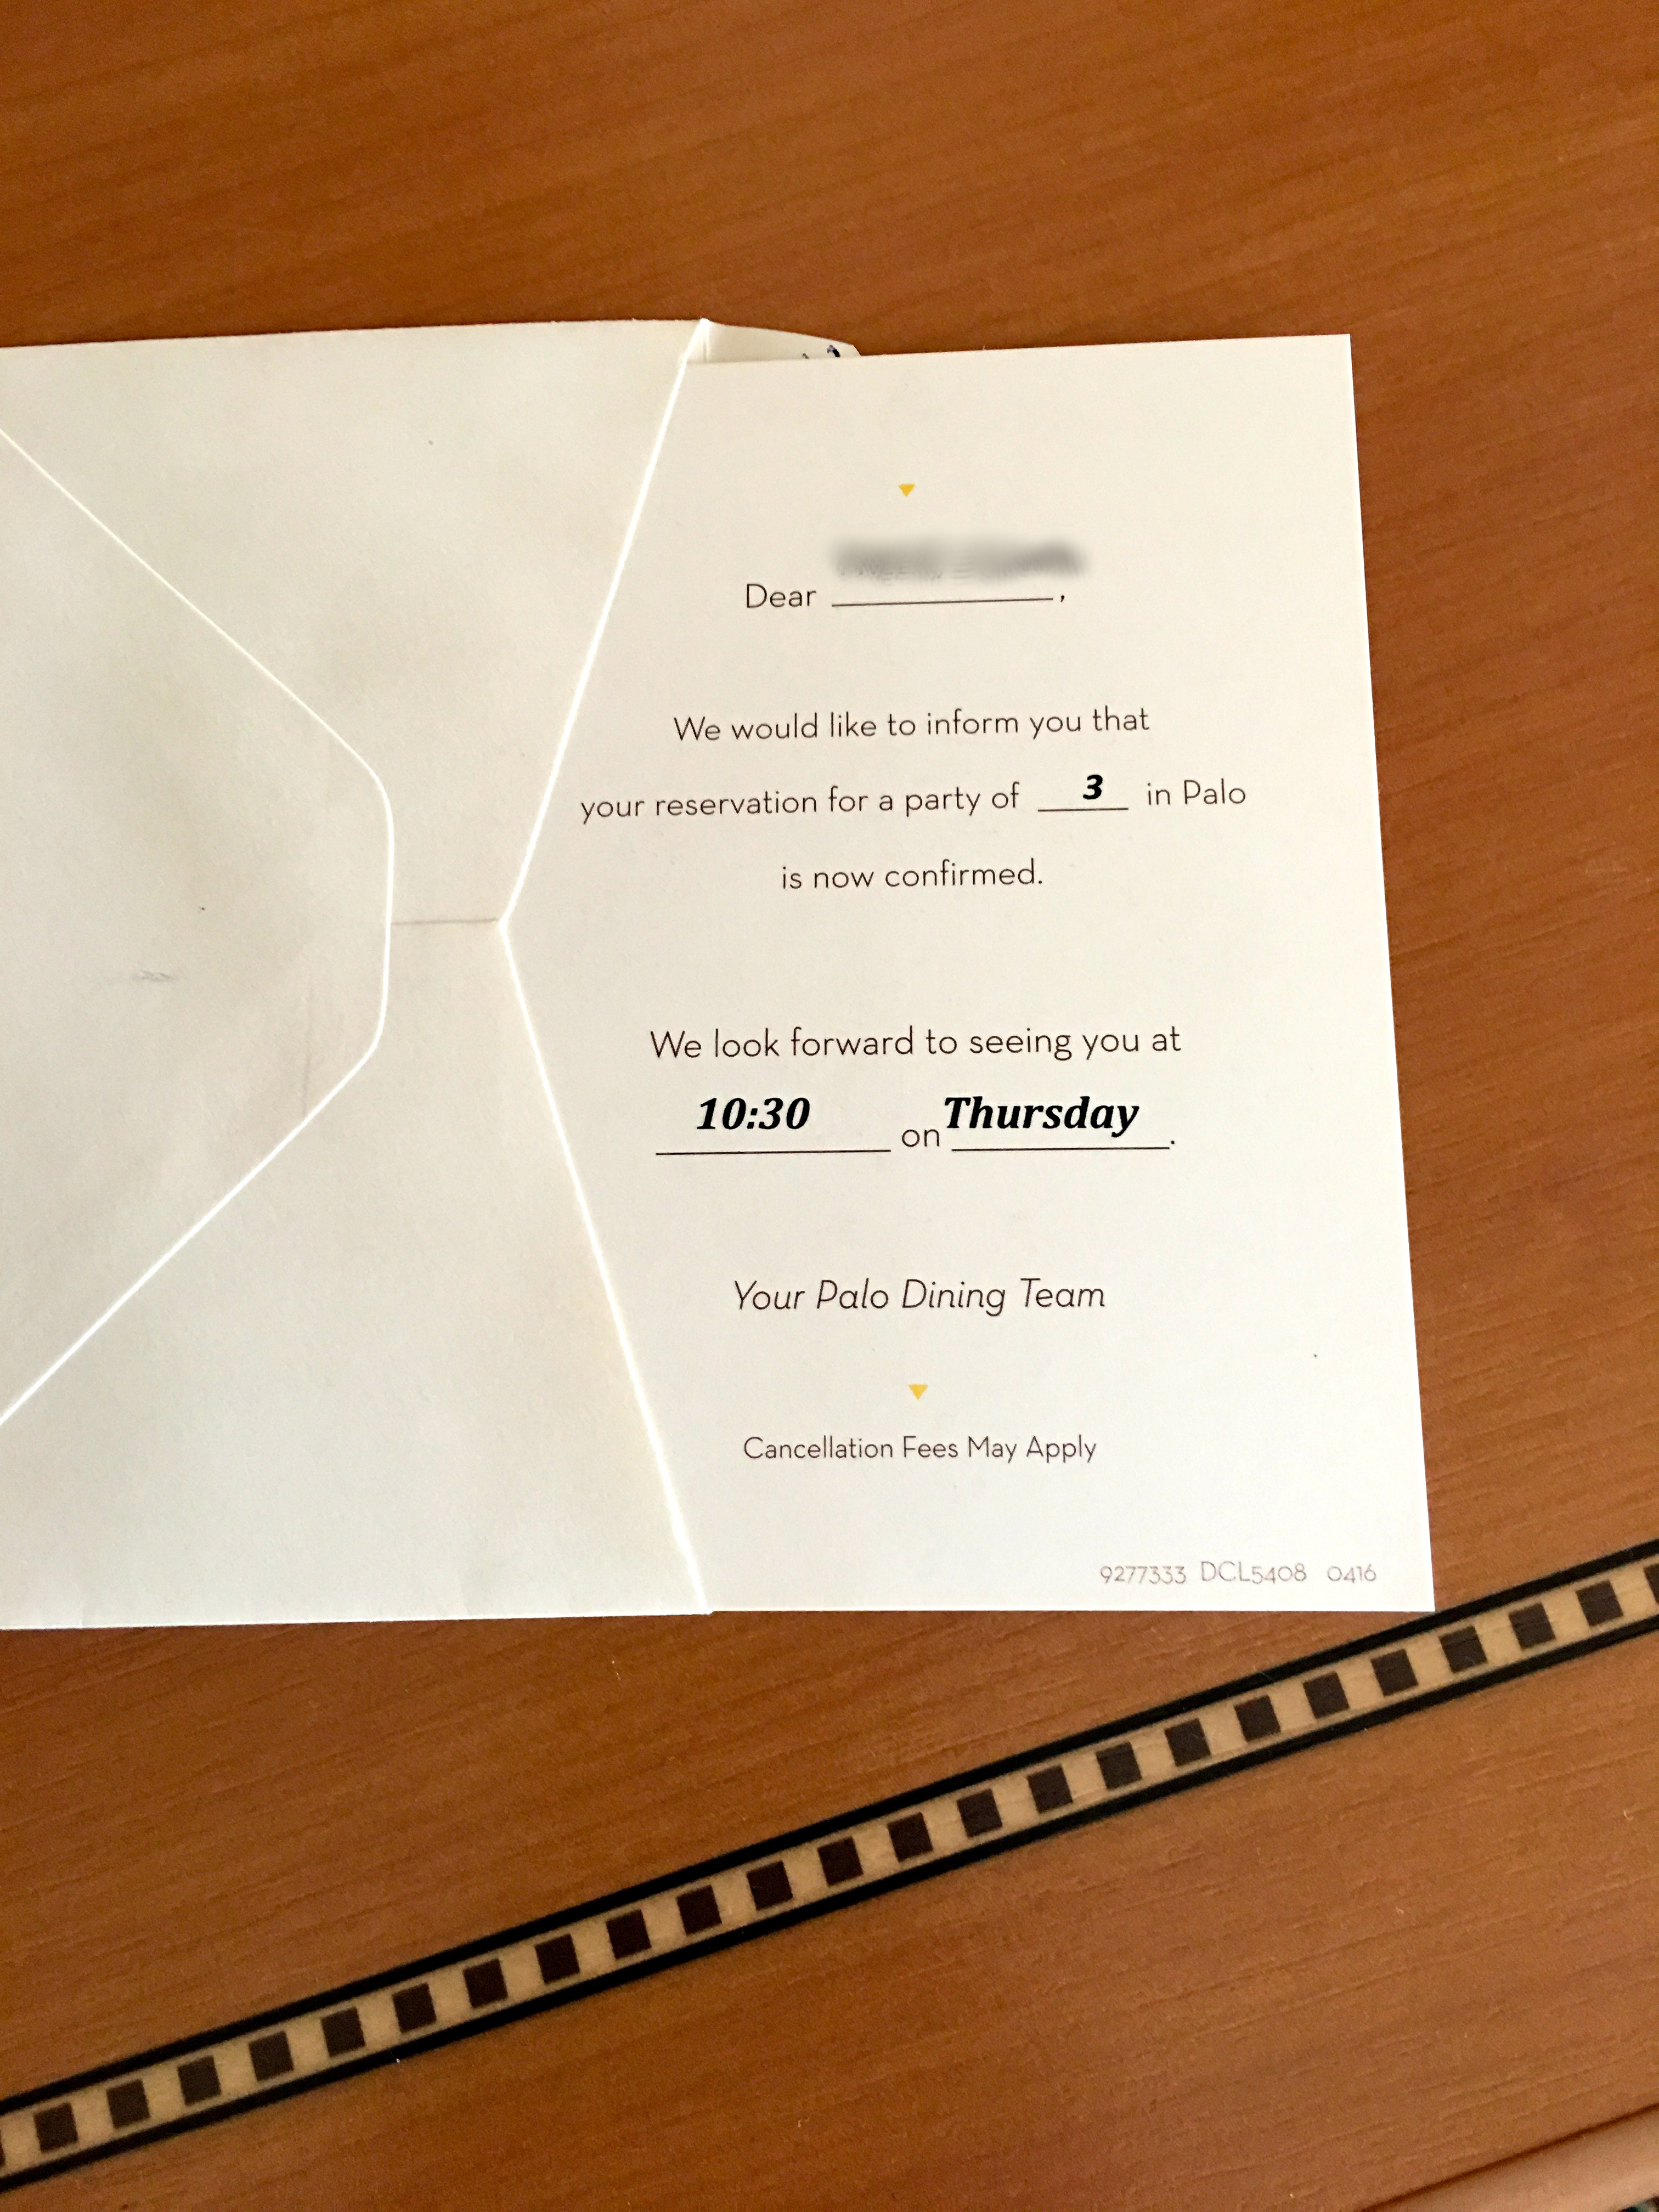 Dear ,
We would like to inform you that
your reservation for a party of 3 in Palo
is now confirmed.
We look forward to seeing you at
10:30 on Thursday.
Your Palo Dining Team
Cancellation Fees May Apply
9277333 DCL5408 0416